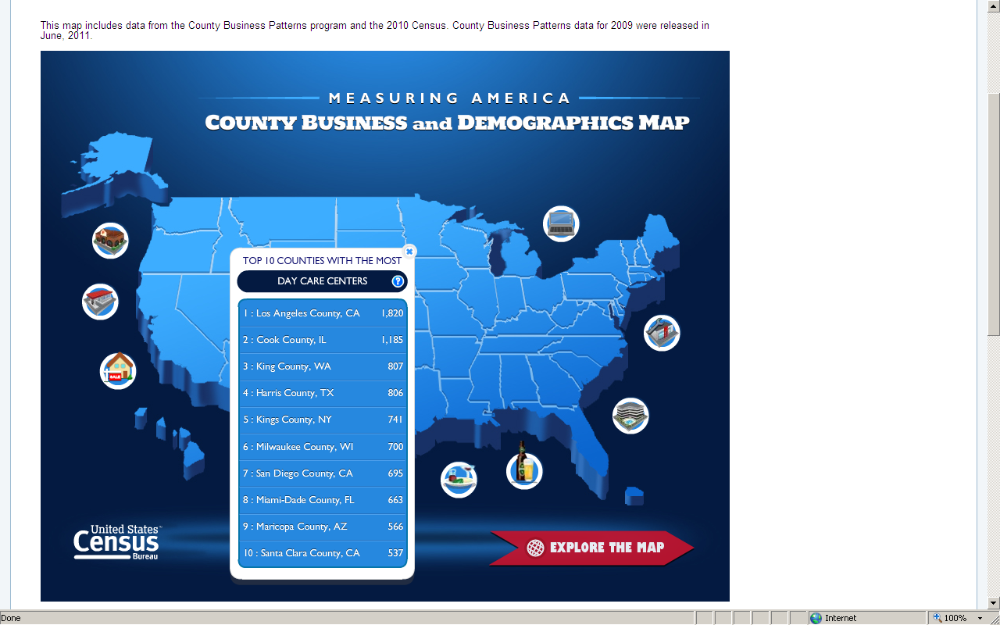 This map includes data from the County Business Patterns program and the 2010 Census. County Business Patterns data for 2009 were released in
June, 2011.
MEASURING AMERICA
COUNTY BUSINESS and DEMOGRAPHICS MAP
TOP 10 COUNTIES WITH THE MOST
DAY CARE CENTERS ?
1 : Los Angeles County, CA 1,820
2 : Cook County, IL 1,185
3 : King County, WA 807
4 : Harris County, TX 806
5 : Kings County, NY 741
6 : Milwaukee County, WI 700
7 : San Diego County, CA 695
8 : Miami-Dade County, FL 663
9 : Maricopa County, AZ 566
10 : Santa Clara County, CA 537
SALE
United States™
Census
Bureau
EXPLORE THE MAP
Done Internet 100%